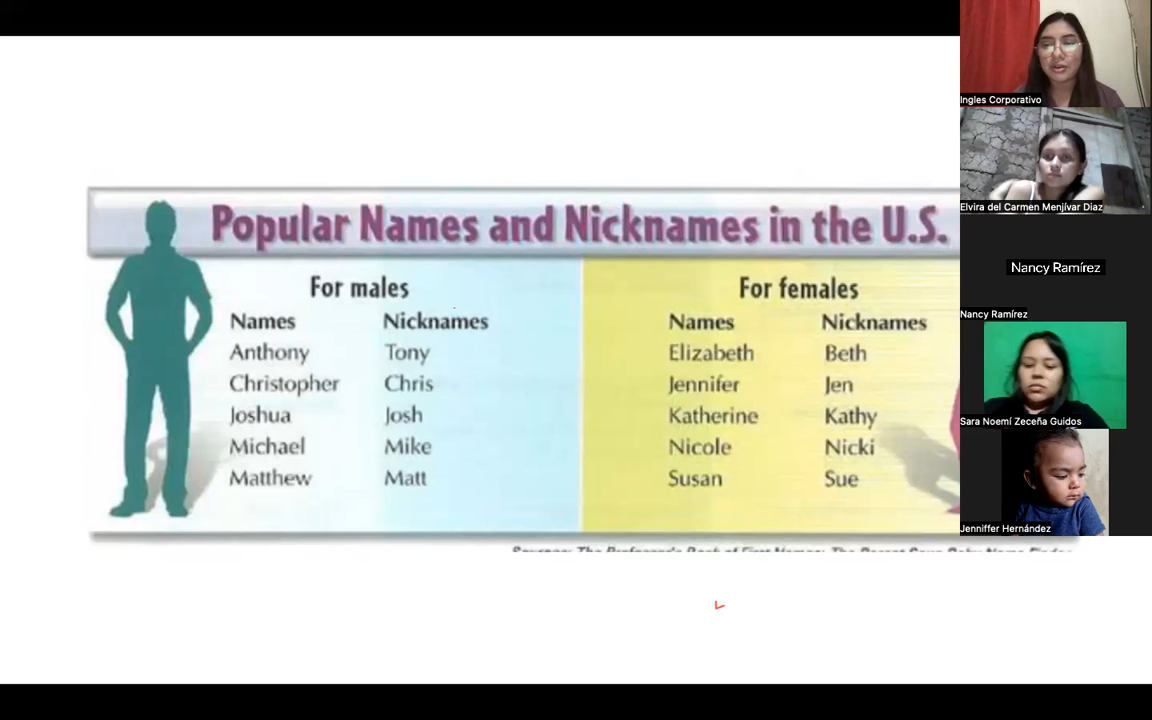 Popular Names and Nicknames in the U.S.
For males
Names Nicknames
Anthony Tony
Christopher Chris
Joshua Josh
Michael Mike
Matthew Matt
For females
Names Nicknames
Elizabeth Beth
Jennifer Jen
Katherine Kathy
Nicole Nicki
Susan Sue
Ingles Corporativo
Elvira del Carmen Menjívar Diaz
Nancy Ramírez
Nancy Ramírez
Sara Noemí Zeceña Guidos
Jenniffer Hernández